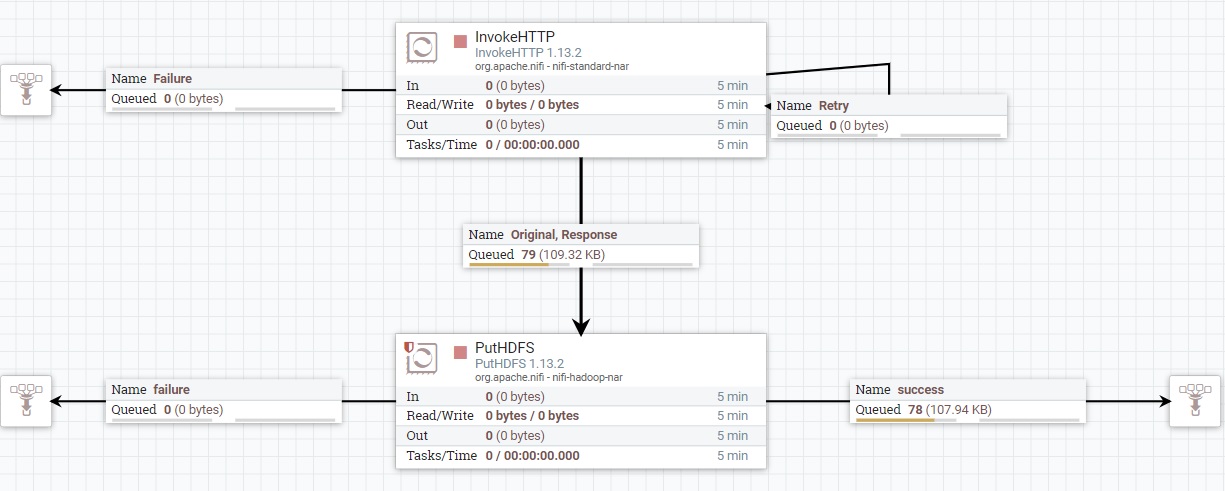 InvokeHTTP
InvokeHTTP 1.13.2
org.apache.nifi - nifi-standard-nar
In 0 (0 bytes) 5 min
Read/Write 0 bytes / 0 bytes 5 min
Out 0 (0 bytes) 5 min
Tasks/Time 0 / 00:00:00.000 5 min
Name Failure
Queued 0 (0 bytes)
Name Retry
Queued 0 (0 bytes)
Name Original, Response
Queued 79 (109.32 KB)
PutHDFS
PutHDFS 1.13.2
org.apache.nifi - nifi-hadoop-nar
In 0 (0 bytes) 5 min
Read/Write 0 bytes / 0 bytes 5 min
Out 0 (0 bytes) 5 min
Tasks/Time 0 / 00:00:00.000 5 min
Name failure
Queued 0 (0 bytes)
Name success
Queued 78 (107.94 KB)